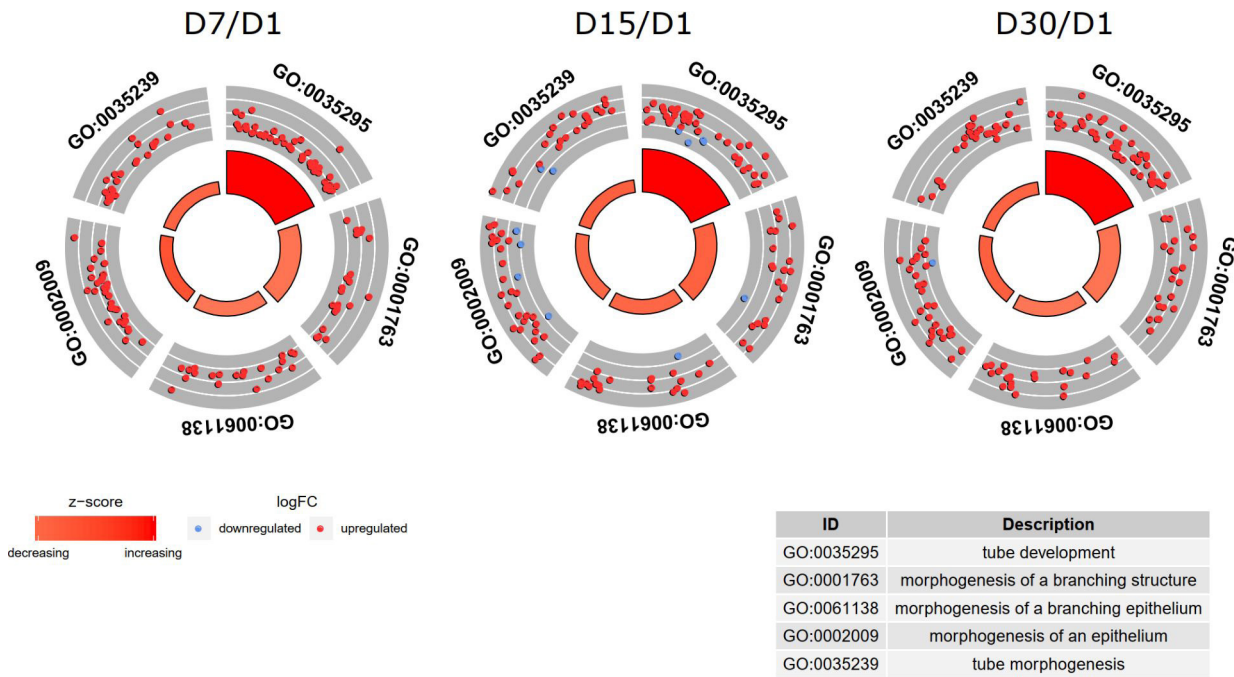 D7/D1
D15/D1
D30/D1
GO:0035239
GO:0035295
GO:0001763
GO:0061138
GO:0002009
GO:0035239
GO:0035295
GO:0001763
GO:0061138
GO:0002009
GO:0035239
GO:0035295
GO:0001763
GO:0061138
GO:0002009
z-score
decreasing increasing
logFC
downregulated upregulated
ID Description
GO:0035295 tube development
GO:0001763 morphogenesis of a branching structure
GO:0061138 morphogenesis of a branching epithelium
GO:0002009 morphogenesis of an epithelium
GO:0035239 tube morphogenesis